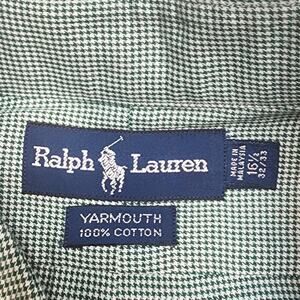 Ralph Lauren
MADE IN
MALAYSIA
16½
32/33
YARMOUTH
100% COTTON